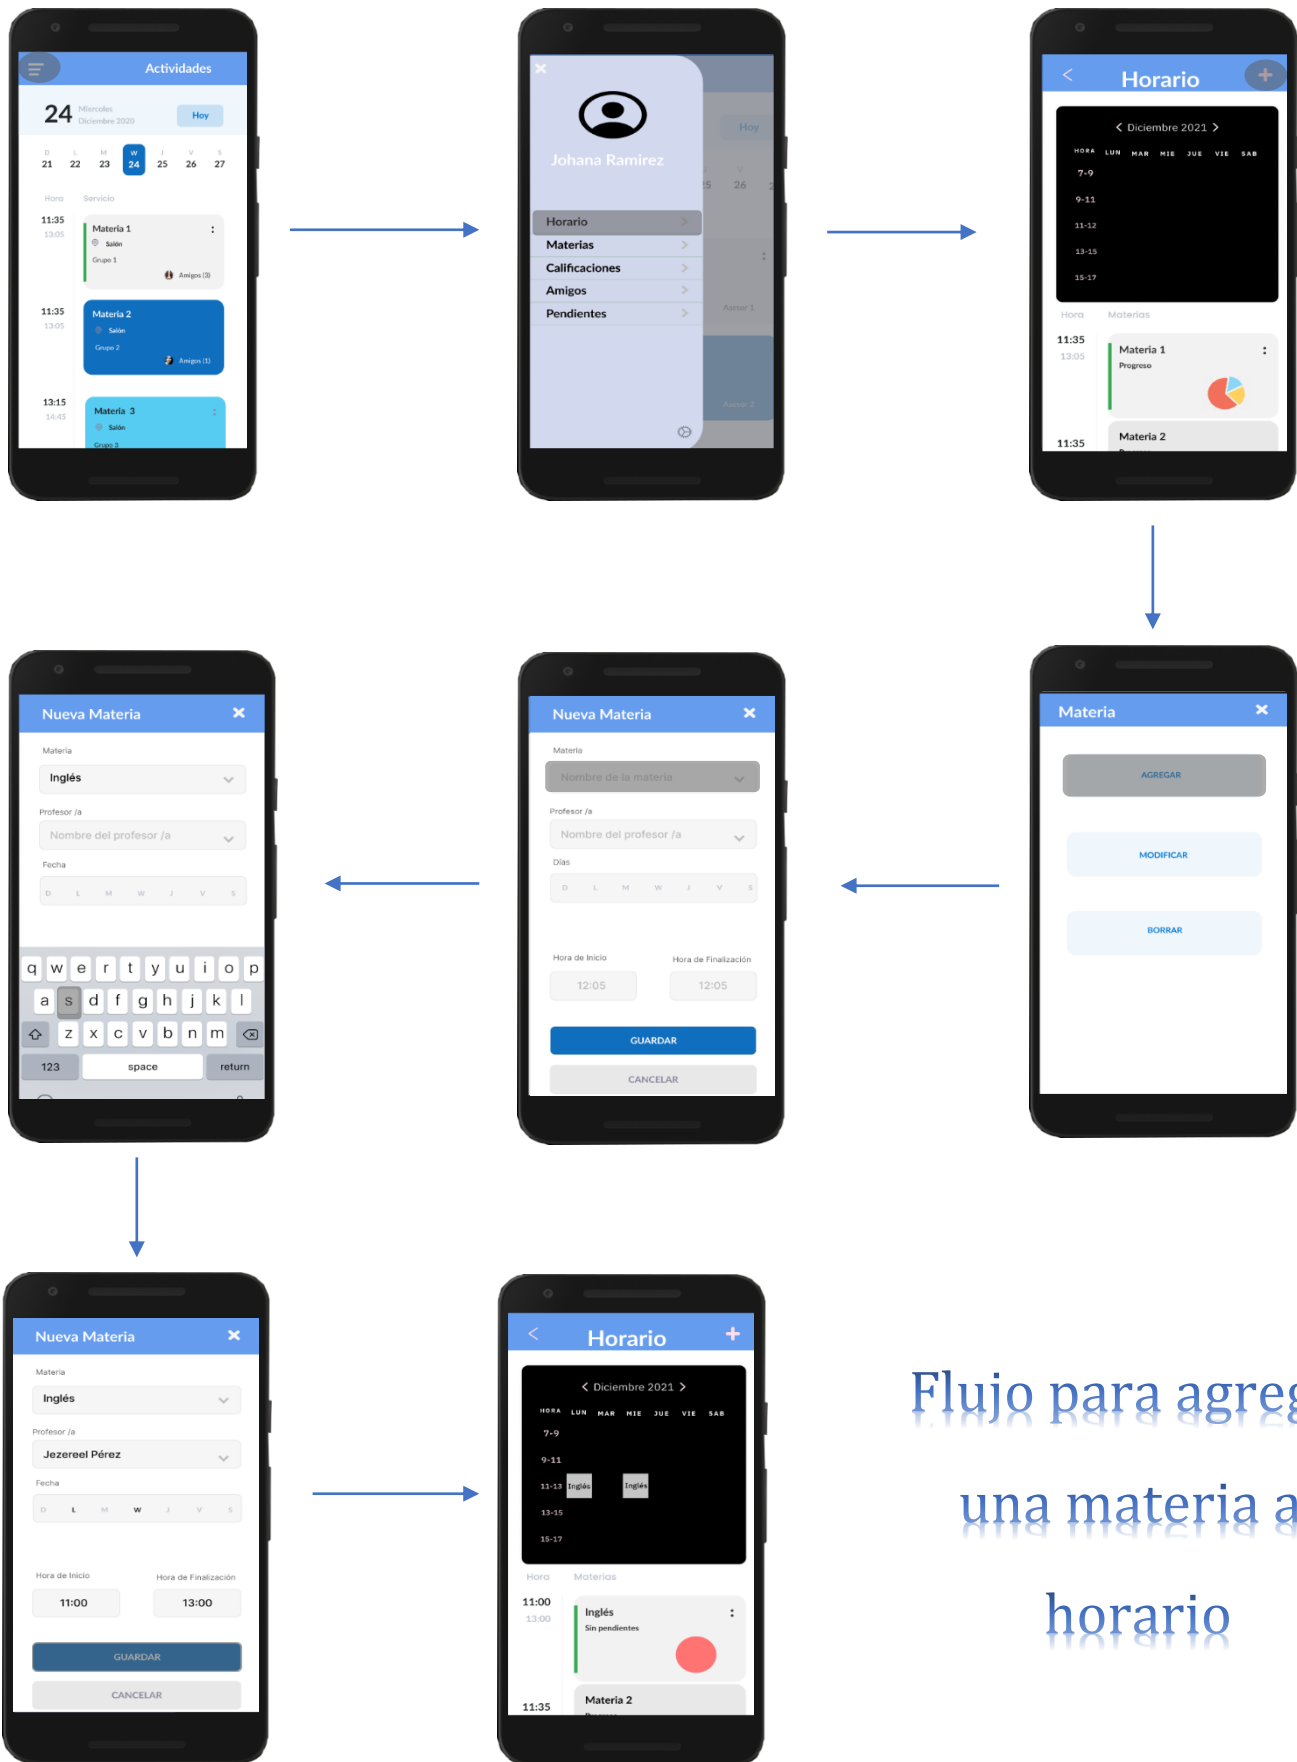 Actividades
24 Miercoles
Diciembre 2020
Hoy
D L M W J V S
21 22 23 24 25 26 27
Hora Servicio
11:35
13:05
Materia 1
Salón
Grupo 1
Amigos (3)
11:35
13:05
Materia 2
Salón
Grupo 2
Amigos (1)
13:15
14:45
Materia 3
Salón
Grupo 3
Johana Ramirez
Hoy
26
Horario
Materias
Calificaciones
Amigos
Pendientes
Asesor 1
Asesor 2
Horario
Diciembre 2021
HORA LUN MAR MIE JUE VIE SAB
7-9
9-11
11-12
13-15
15-17
Hora Materias
11:35
13:05
Materia 1
Progreso
11:35
Materia 2
Nueva Materia
Materia
Inglés
Profesor /a
Nombre del profesor /a
Fecha
D L M W J V S
q w e r t y u i o p
a s d f g h j k l
z x c v b n m
123 space return
Nueva Materia
Materia
Nombre de la materia
Profesor /a
Nombre del profesor /a
Días
D L M W J V S
Hora de Inicio Hora de Finalización
12:05 12:05
GUARDAR
CANCELAR
Materia
AGREGAR
MODIFICAR
BORRAR
Nueva Materia
Materia
Inglés
Profesor /a
Jezereel Pérez
Fecha
D L M W J V S
Hora de Inicio Hora de Finalización
11:00 13:00
GUARDAR
CANCELAR
Horario
Diciembre 2021
HORA LUN MAR MIE JUE VIE SAB
7-9
9-11
11-13 Inglés Inglés
13-15
15-17
Hora Materias
11:00
13:00
Inglés
Sin pendientes
11:35
Materia 2
Flujo para agreg
una materia a
horario